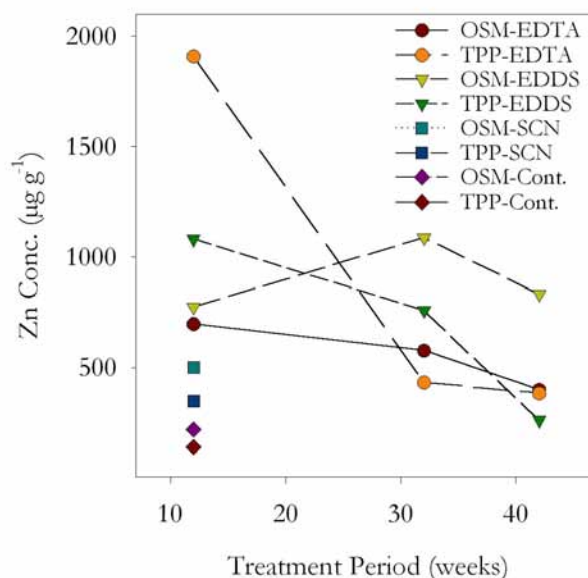 2000
1500
1000
500
Zn Conc. (µg g⁻¹)
OSM-EDTA
TPP-EDTA
OSM-EDDS
TPP-EDDS
OSM-SCN
TPP-SCN
OSM-Cont.
TPP-Cont.
10 20 30 40
Treatment Period (weeks)